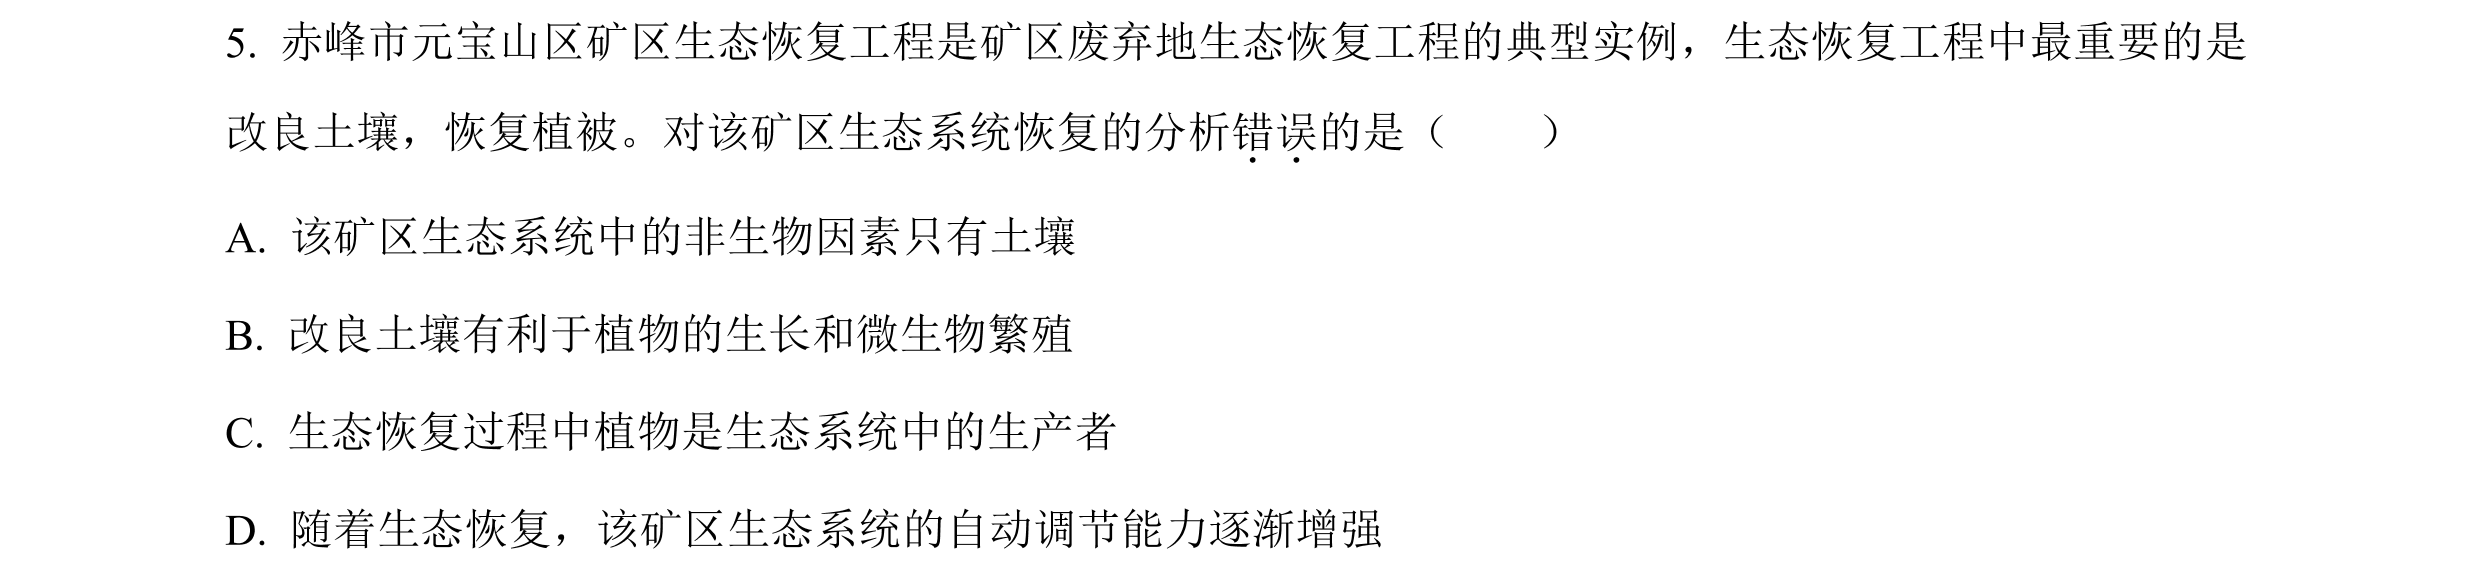 5. 赤峰市元宝山区矿区生态恢复工程是矿区废弃地生态恢复工程的典型实例，生态恢复工程中最重要的是
改良土壤，恢复植被。对该矿区生态系统恢复的分析错误的是（　　）
A. 该矿区生态系统中的非生物因素只有土壤
B. 改良土壤有利于植物的生长和微生物繁殖
C. 生态恢复过程中植物是生态系统中的生产者
D. 随着生态恢复，该矿区生态系统的自动调节能力逐渐增强